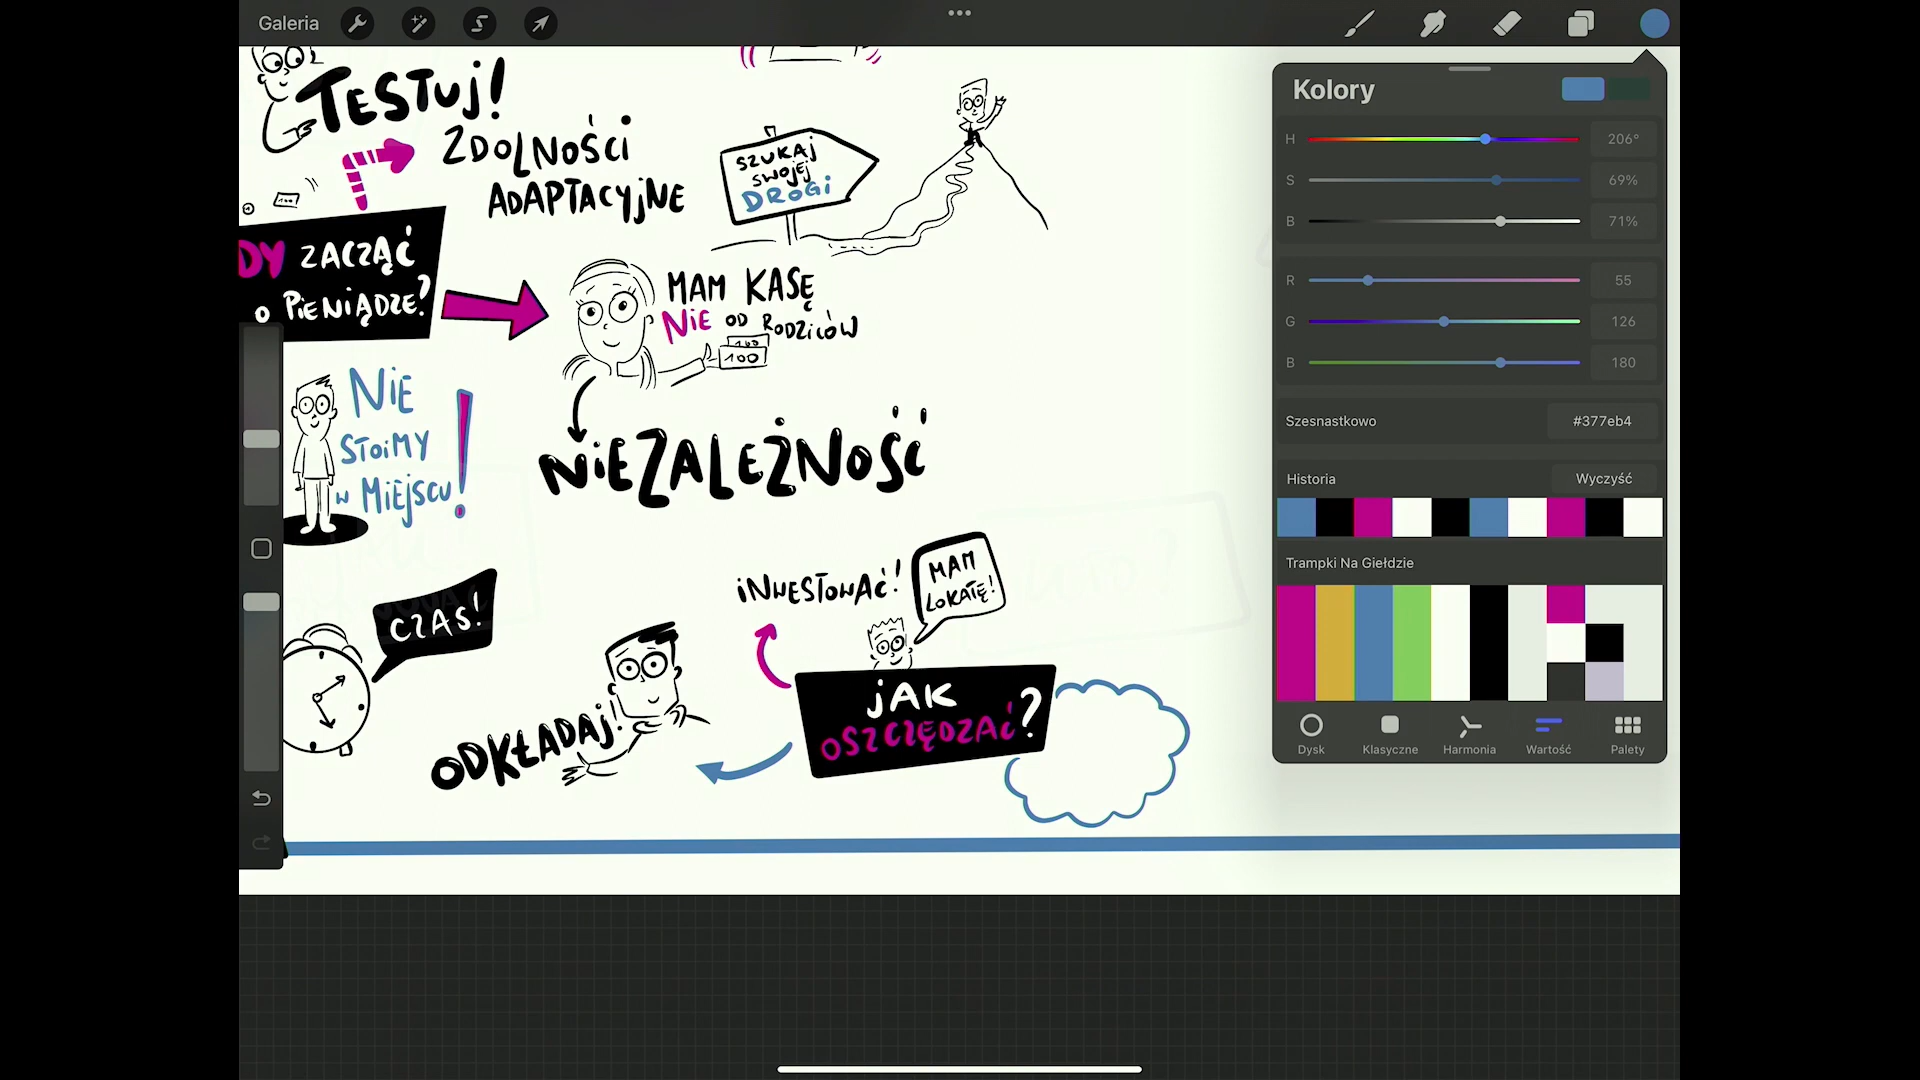 Galeria
TESTUJ!
ZDOLNOŚCI
ADAPTACYJNE
SZUKAJ
SWOJEJ
DROGI
DY ZACZĄĆ
O PIENIĄDZE?
MAM KASĘ
NIE OD RODZICÓW
100
100
NIE
STOIMY
W MIEJSCU!
NIEZALEŻNOŚĆ
CZAS!
INWESTOWAĆ!
MAM
LOKATĘ!
ODKŁADAJ!
JAK
OSZCZĘDZAĆ?
Kolory
H 206°
S 69%
B 71%
R 55
G 126
B 180
Szesnastkowo #377eb4
Historia Wyczyść
Trampki Na Giełdzie
Dysk Klasyczne Harmonia Wartość Palety